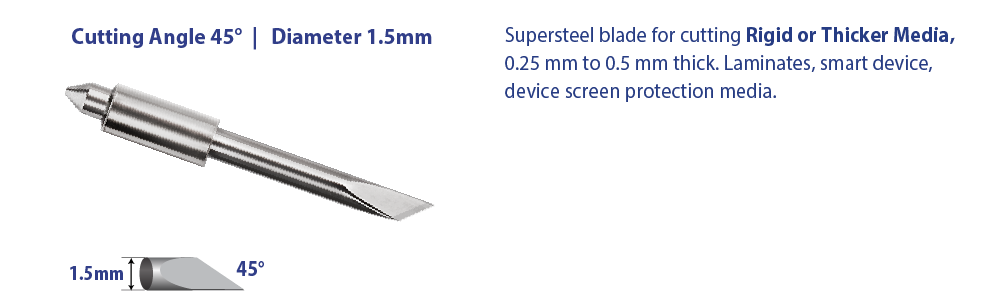 Cutting Angle 45° | Diameter 1.5mm
Supersteel blade for cutting Rigid or Thicker Media,
0.25 mm to 0.5 mm thick. Laminates, smart device,
device screen protection media.
1.5mm 45°